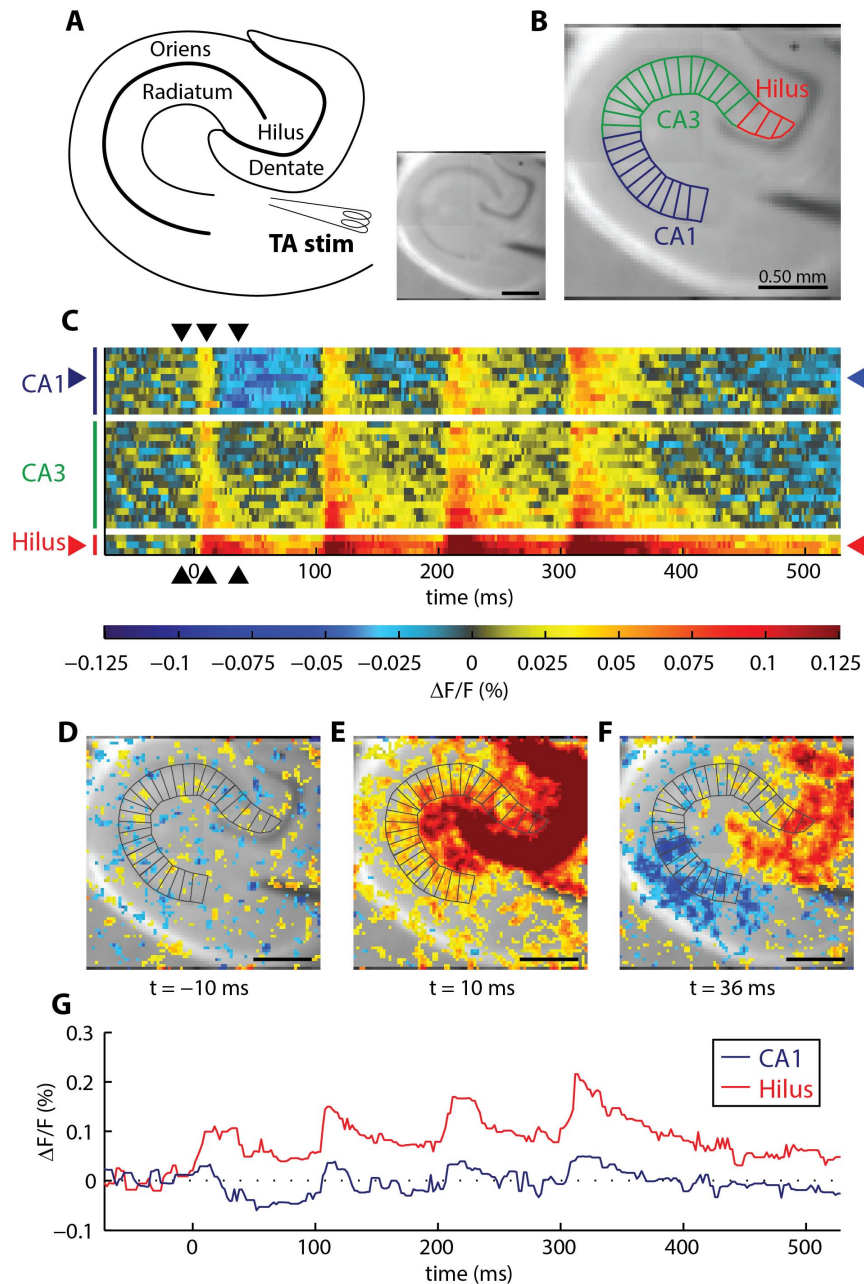 A
Oriens
Radiatum
Hilus
Dentate
TA stim
B
Hilus
CA3
CA1
0.50 mm
C
CA1
CA3
Hilus
0 100 200 300 400 500
time (ms)
−0.125 −0.1 −0.075 −0.05 −0.025 0 0.025 0.05 0.075 0.1 0.125
ΔF/F (%)
D E F
t = −10 ms t = 10 ms t = 36 ms
G
0.3
0.2
0.1
0
−0.1
ΔF/F (%)
CA1
Hilus
0 100 200 300 400 500
time (ms)